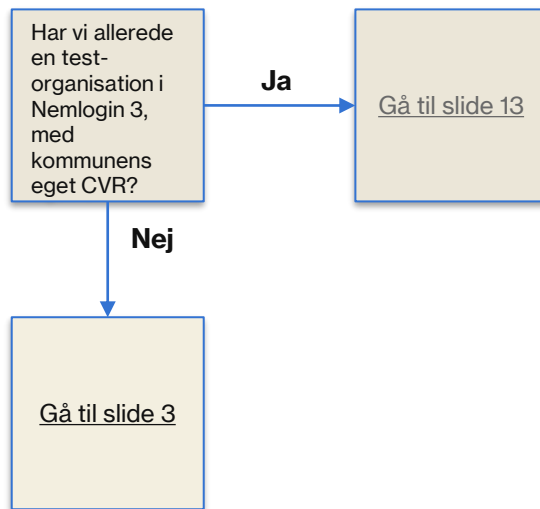 Har vi allerede
en test-
organisation i
Nemlogin 3,
med
kommunens
eget CVR?
Ja
Gå til slide 13
Nej
Gå til slide 3